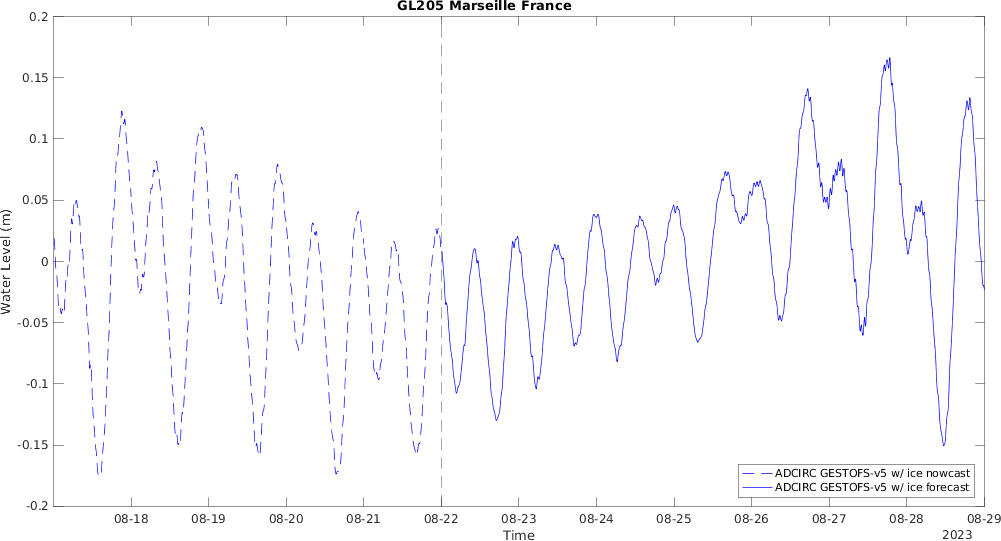 GL205 Marseille France
0.2
0.15
0.1
0.05
0
-0.05
-0.1
-0.15
-0.2
Water Level (m)
ADCIRC GESTOFS-v5 w/ ice nowcast
ADCIRC GESTOFS-v5 w/ ice forecast
08-18 08-19 08-20 08-21 08-22 08-23 08-24 08-25 08-26 08-27 08-28 08-29
Time
2023